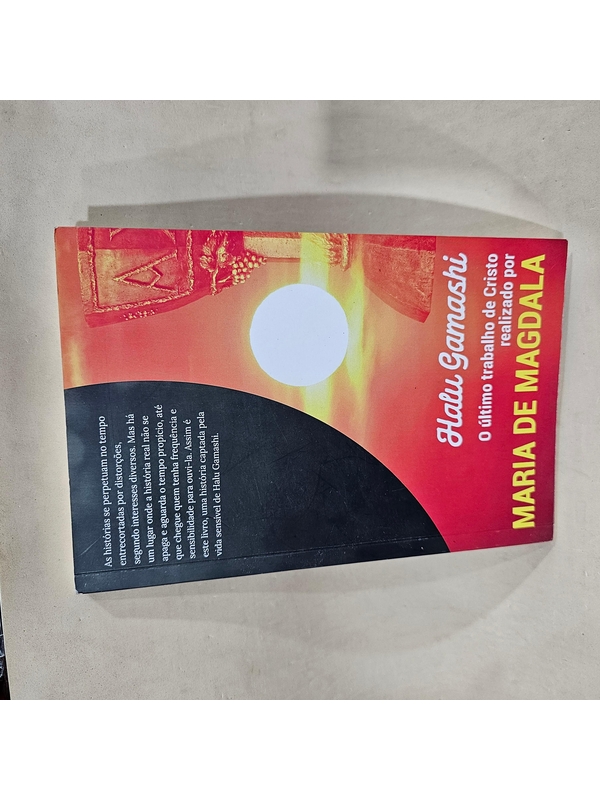 As histórias se perpetuam no tempo
entrecortadas por distorções,
segundo interesses diversos. Mas há
um lugar onde a história real não se
apaga e aguarda o tempo propício, até
que chegue quem tenha frequência e
sensibilidade para ouvi-la. Assim é
este livro, uma história captada pela
vida sensível de Halu Gamashi.
Halu Gamashi
O último trabalho de Cristo
realizado por
MARIA DE MAGDALA